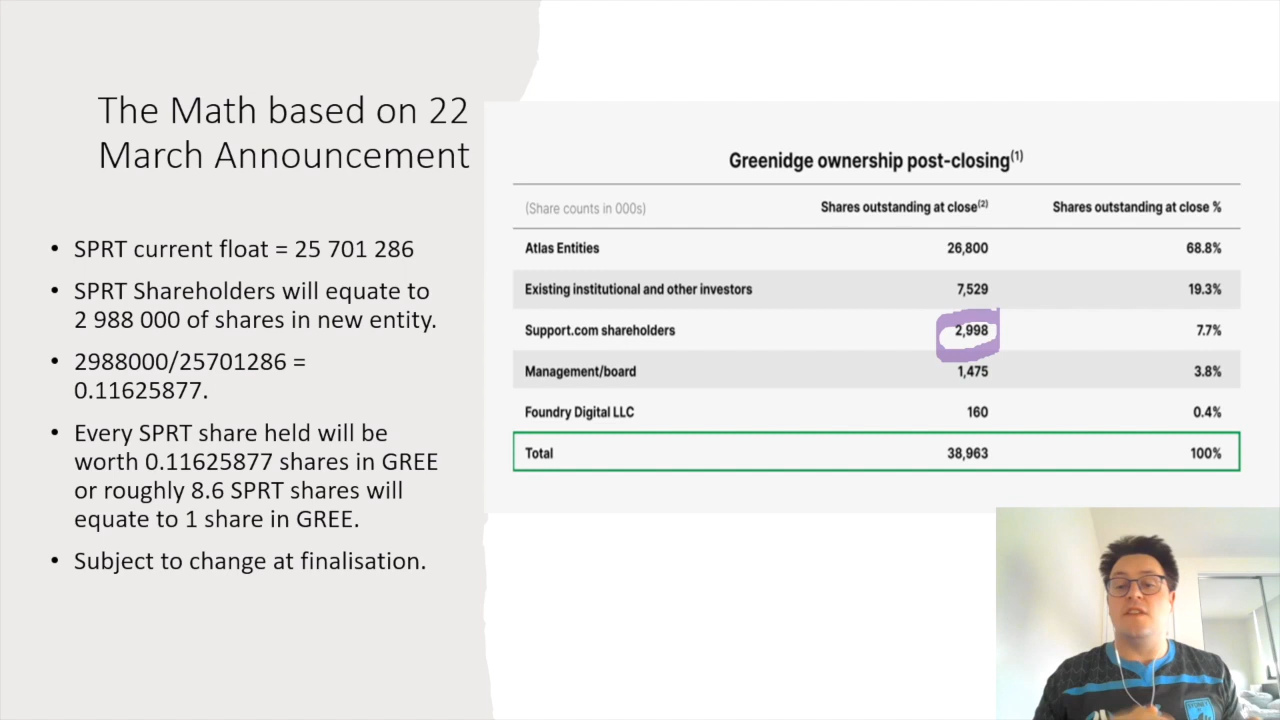 The Math based on 22
March Announcement
• SPRT current float = 25 701 286
• SPRT Shareholders will equate to
2 988 000 of shares in new entity.
• 2988000/25701286 =
0.11625877.
• Every SPRT share held will be
worth 0.11625877 shares in GREE
or roughly 8.6 SPRT shares will
equate to 1 share in GREE.
• Subject to change at finalisation.
Greenidge ownership post-closing(1)
(Share counts in 000s) Shares outstanding at close(2) Shares outstanding at close %
Atlas Entities 26,800 68.8%
Existing institutional and other investors 7,529 19.3%
Support.com shareholders 2,998 7.7%
Management/board 1,475 3.8%
Foundry Digital LLC 160 0.4%
Total 38,963 100%
SYDNEY